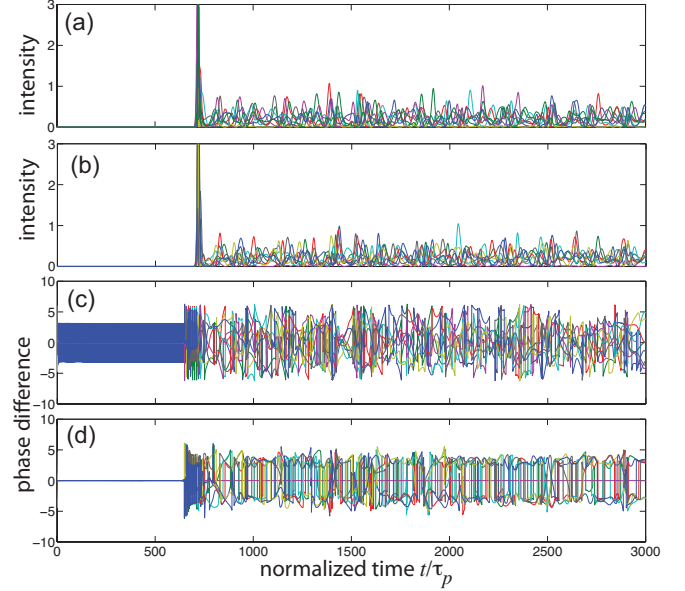 (a)
intensity
3
2
1
0
(b)
intensity
3
2
1
0
(c)
phase difference
10
5
0
−5
−10
(d)
10
5
0
−5
−10
0 500 1000 1500 2000 2500 3000
normalized time t/τp